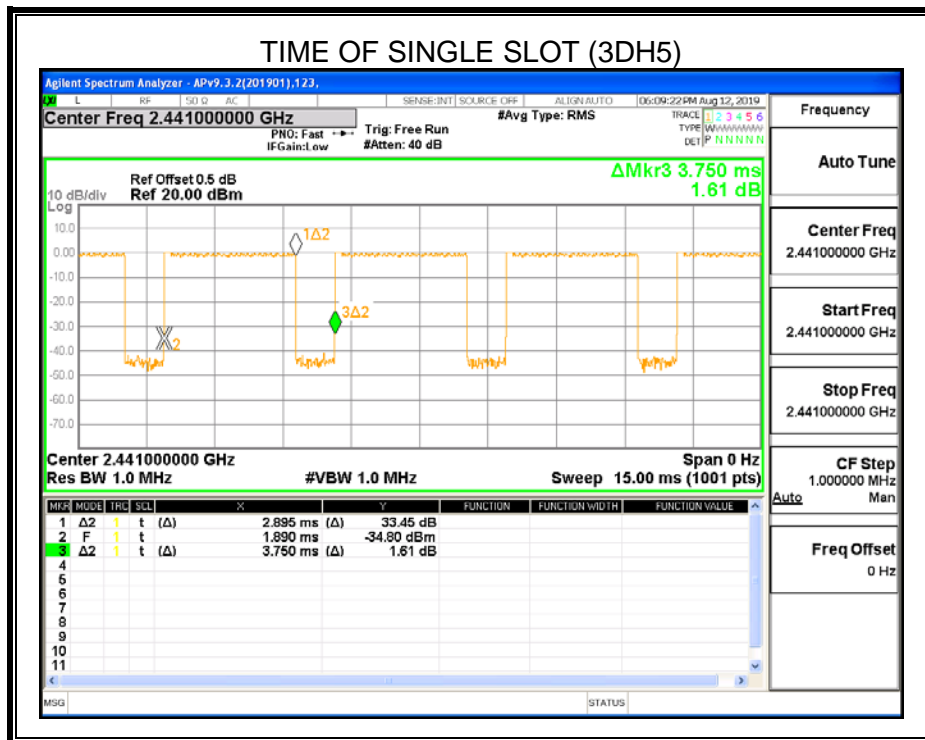 TIME OF SINGLE SLOT (3DH5)
Agilent Spectrum Analyzer - APv9.3.2(201901),123,
LXI L RF 50 Ω AC SENSE:INT SOURCE OFF ALIGN AUTO 06:09:22 PM Aug 12, 2019
Center Freq 2.441000000 GHz
#Avg Type: RMS
TRACE 1 2 3 4 5 6
PNO: Fast Trig: Free Run
TYPE WWWWWW
IFGain:Low #Atten: 40 dB
DET P N N N N N
Frequency
Auto Tune
ΔMkr3 3.750 ms
1.61 dB
Ref Offset 0.5 dB
10 dB/div Ref 20.00 dBm
Log
10.0
0.00
-10.0
-20.0
-30.0
-40.0
-50.0
-60.0
-70.0
1Δ2
X2
3Δ2
Center Freq
2.441000000 GHz
Start Freq
2.441000000 GHz
Stop Freq
2.441000000 GHz
CF Step
1.000000 MHz
Auto Man
Freq Offset
0 Hz
Center 2.441000000 GHz Span 0 Hz
Res BW 1.0 MHz #VBW 1.0 MHz Sweep 15.00 ms (1001 pts)
MKR MODE TRC SCL X Y FUNCTION FUNCTION WIDTH FUNCTION VALUE
1 Δ2 1 t (Δ) 2.895 ms (Δ) 33.45 dB
2 F 1 t 1.890 ms -34.80 dBm
3 Δ2 1 t (Δ) 3.750 ms (Δ) 1.61 dB
4
5
6
7
8
9
10
11
MSG STATUS